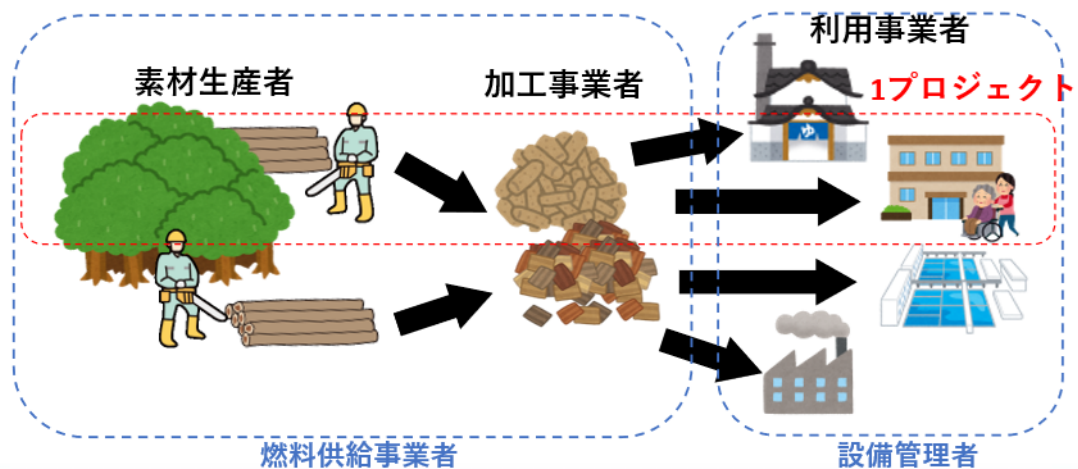 利用事業者
素材生産者
加工事業者
1プロジェクト
ゆ
燃料供給事業者
設備管理者